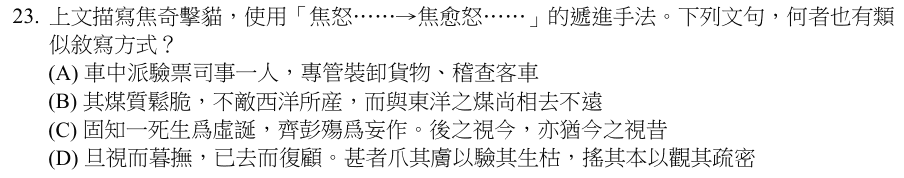 23. 上文描寫焦奇擊貓，使用「焦怒⋯⋯→焦愈怒⋯⋯」的遞進手法。下列文句，何者也有類
似敘寫方式？
(A) 車中派驗票司事一人，專管裝卸貨物、稽查客車
(B) 其煤質鬆脆，不敵西洋所產，而與東洋之煤尚相去不遠
(C) 固知一死生爲虛誕，齊彭殤爲妄作。後之視今，亦猶今之視昔
(D) 旦視而暮撫，已去而復顧。甚者爪其膚以驗其生枯，搖其本以觀其疏密